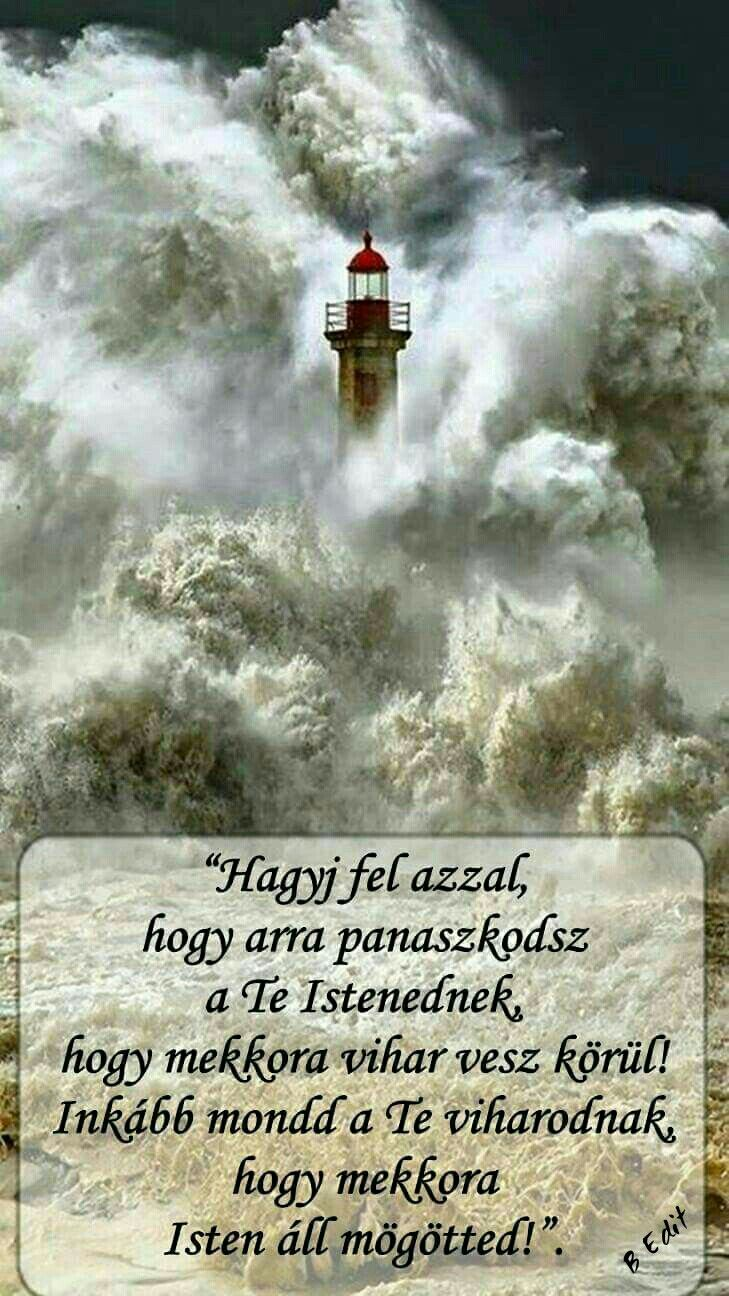 “Hagyj fel azzal,
hogy arra panaszkodsz
a Te Istenednek,
hogy mekkora vihar vesz körül!
Inkább mondd a Te viharodnak,
hogy mekkora
Isten áll mögötted!”.
B Edit